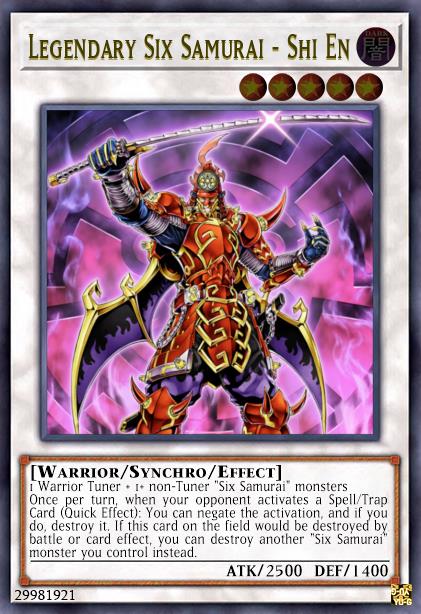 Legendary Six Samurai - Shi En
DARK
闇
[Warrior/Synchro/Effect]
1 Warrior Tuner + 1+ non-Tuner "Six Samurai" monsters
Once per turn, when your opponent activates a Spell/Trap
Card (Quick Effect): You can negate the activation, and if you
do, destroy it. If this card on the field would be destroyed by
battle or card effect, you can destroy another "Six Samurai"
monster you control instead.
ATK/2500 DEF/1400
29981921